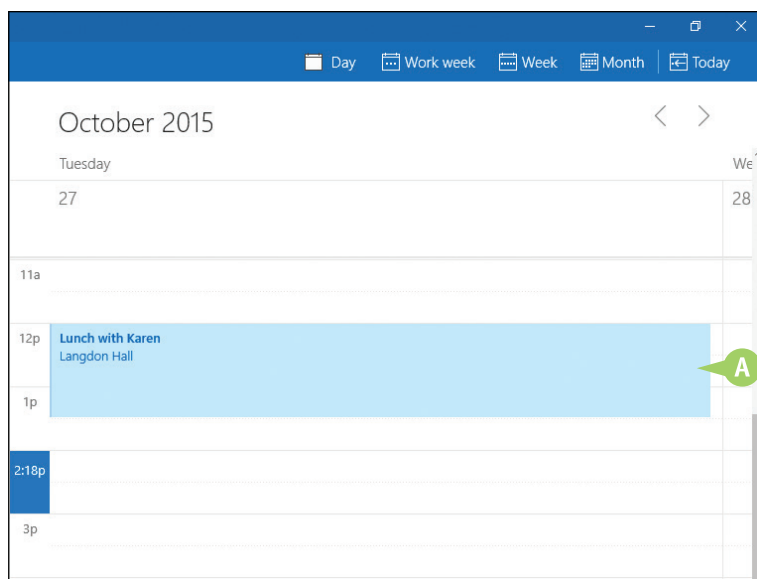 Day Work week Week Month Today
October 2015
Tuesday We
27 28
11a
12p Lunch with Karen
Langdon Hall
A
1p
2:18p
3p